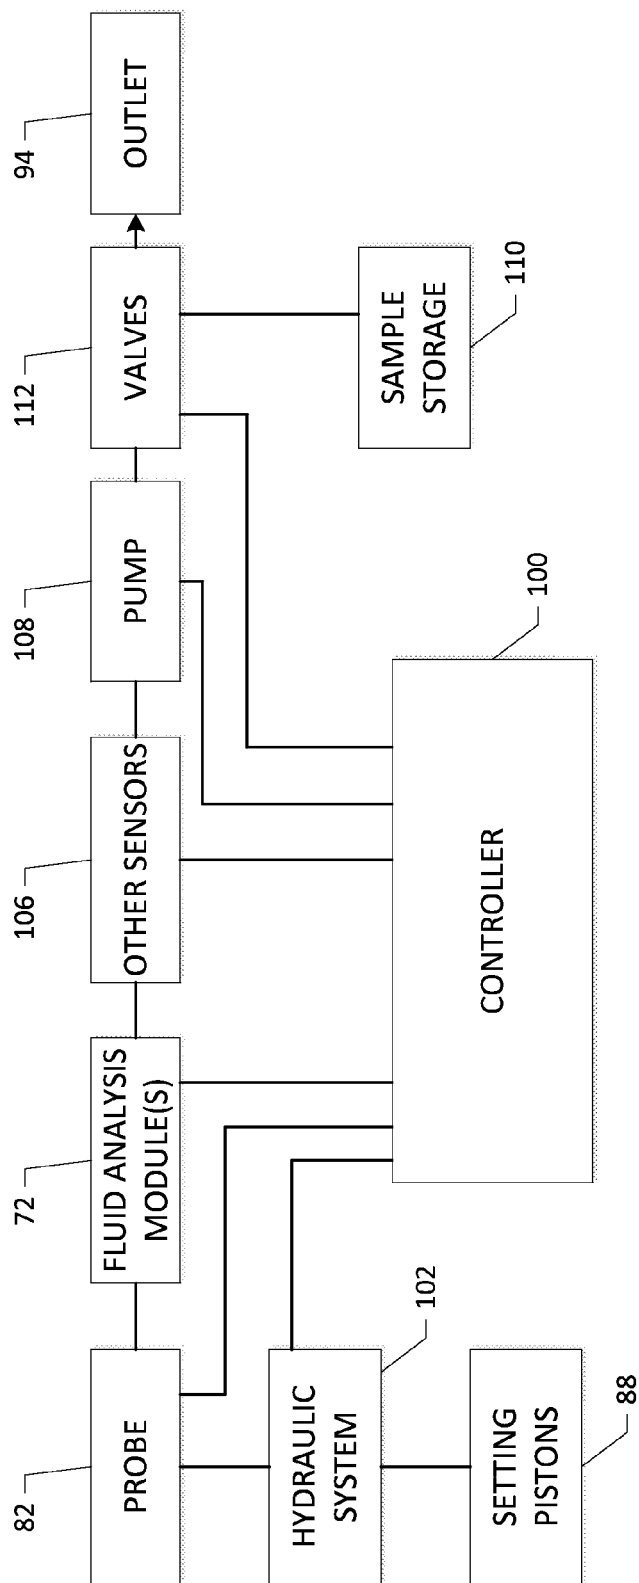 82
PROBE
72
FLUID ANALYSIS
MODULE(S)
106
OTHER SENSORS
108
PUMP
112
VALVES
94
OUTLET
HYDRAULIC
SYSTEM
102
SETTING
PISTONS
88
CONTROLLER
100
SAMPLE
STORAGE
110